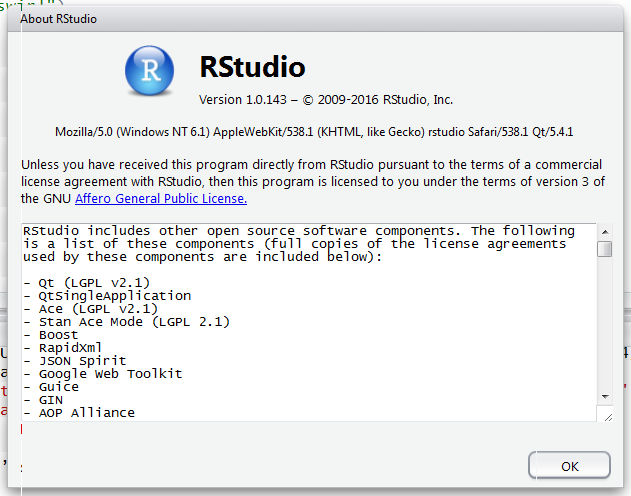 swirl")
About RStudio
R
RStudio
Version 1.0.143 – © 2009-2016 RStudio, Inc.
Mozilla/5.0 (Windows NT 6.1) AppleWebKit/538.1 (KHTML, like Gecko) rstudio Safari/538.1 Qt/5.4.1
Unless you have received this program directly from RStudio pursuant to the terms of a commercial
license agreement with RStudio, then this program is licensed to you under the terms of version 3 of
the GNU Affero General Public License.
RStudio includes other open source software components. The following
is a list of these components (full copies of the license agreements
used by these components are included below):
- Qt (LGPL v2.1)
- QtSingleApplication
- Ace (LGPL v2.1)
- Stan Ace Mode (LGPL 2.1)
- Boost
- RapidXml
- JSON Spirit
- Google Web Toolkit
- Guice
- GIN
- AOP Alliance
OK